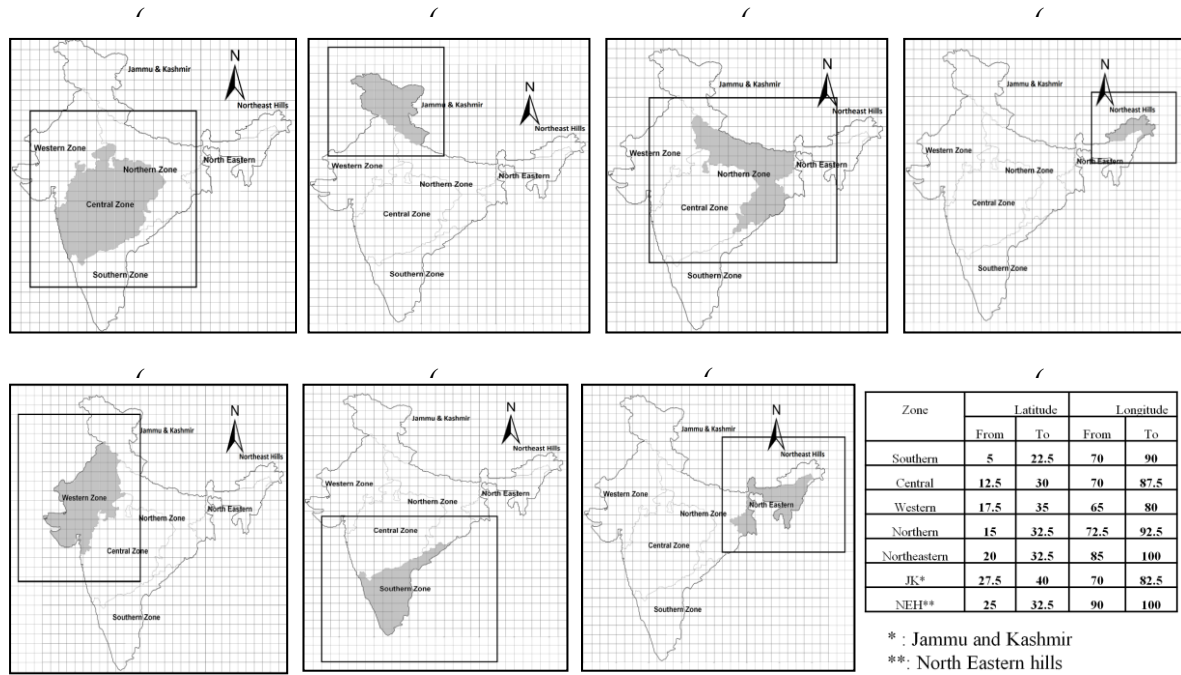 N
Jammu & Kashmir
Northeast Hills
Western Zone
Northern Zone
North Eastern
Central Zone
Southern Zone
N
Jammu & Kashmir
Northeast Hills
Western Zone
North Eastern
Northern Zone
Central Zone
Southern Zone
N
Jammu & Kashmir
Northeast Hills
Western Zone
North Eastern
Northern Zone
Central Zone
Southern Zone
N
Jammu & Kashmir
Northeast Hills
Western Zone
North Eastern
Northern Zone
Central Zone
Southern Zone
N
Jammu & Kashmir
Northeast Hills
Western Zone
North Eastern
Northern Zone
Central Zone
Southern Zone
N
Jammu & Kashmir
Northeast Hills
Western Zone
North Eastern
Northern Zone
Central Zone
Southern Zone
N
Jammu & Kashmir
Northeast Hills
Western Zone
North Eastern
Northern Zone
Central Zone
Southern Zone
Zone Latitude Longitude
From To From To
Southern 5 22.5 70 90
Central 12.5 30 70 87.5
Western 17.5 35 65 80
Northern 15 32.5 72.5 92.5
Northeastern 20 32.5 85 100
JK* 27.5 40 70 82.5
NEH** 25 32.5 90 100
* : Jammu and Kashmir
**: North Eastern hills